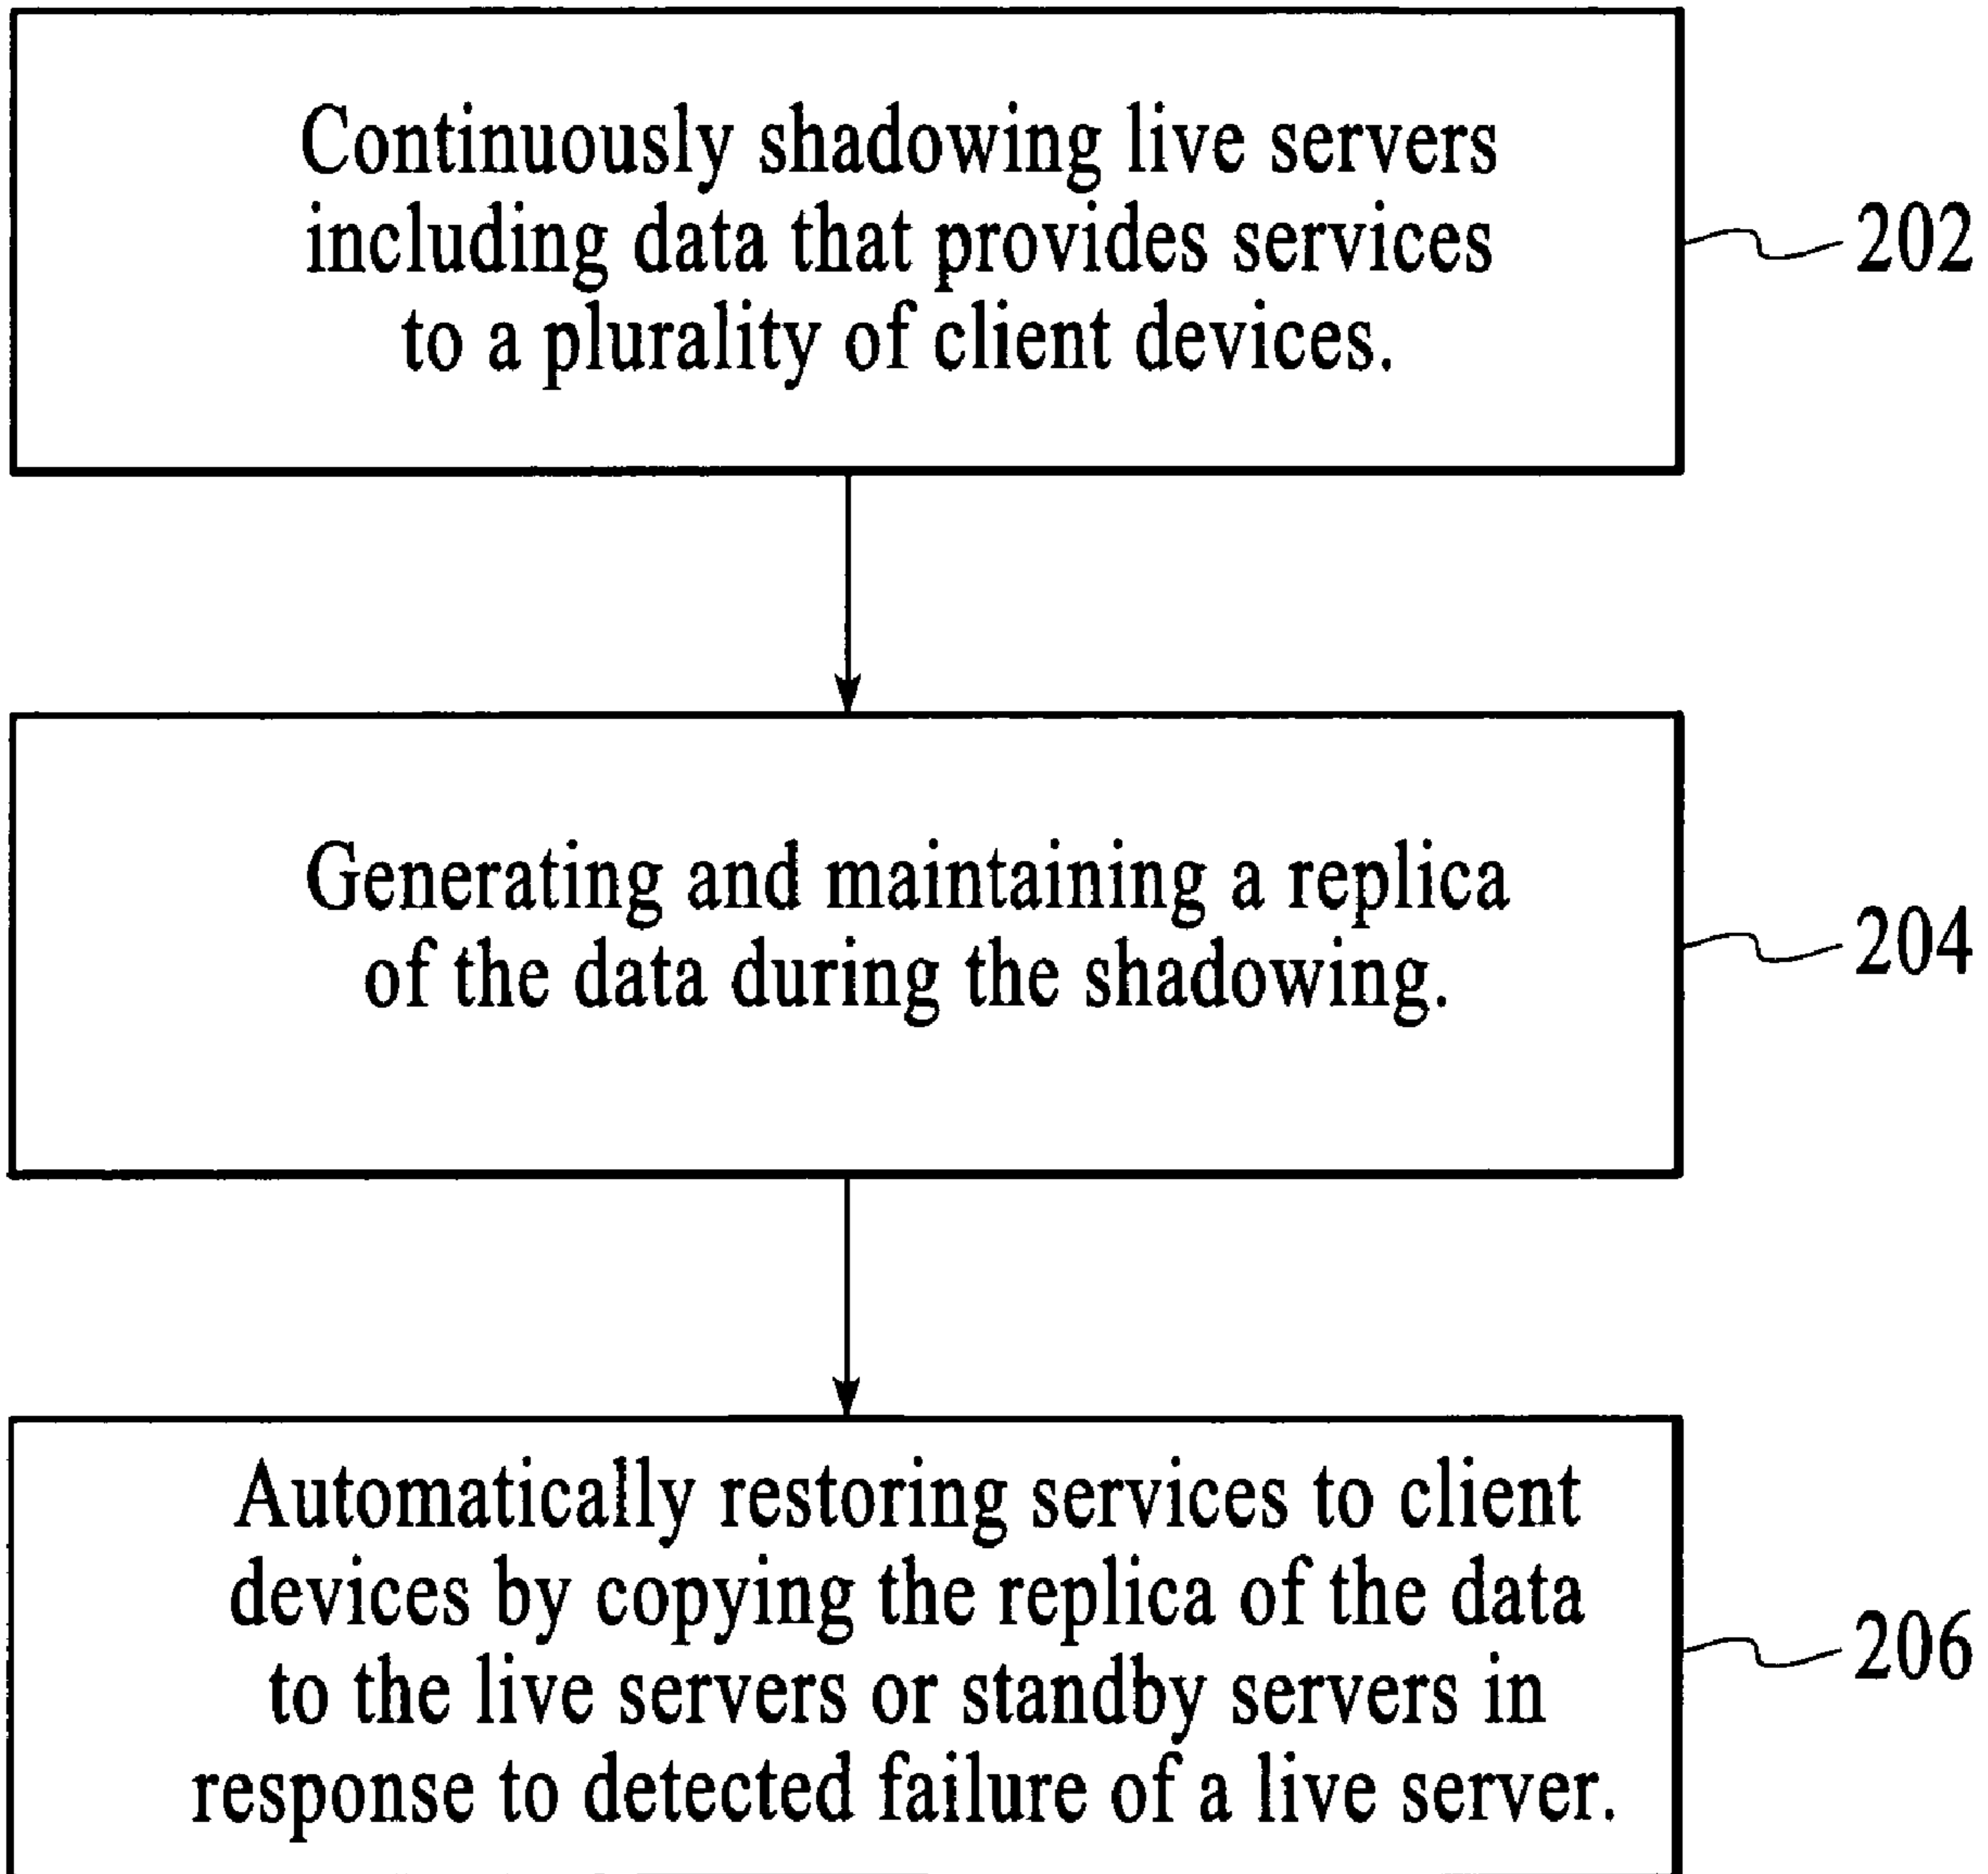 Continuously shadowing live servers
including data that provides services
to a plurality of client devices.
202
Generating and maintaining a replica
of the data during the shadowing.
204
Automatically restoring services to client
devices by copying the replica of the data
to the live servers or standby servers in
response to detected failure of a live server.
206